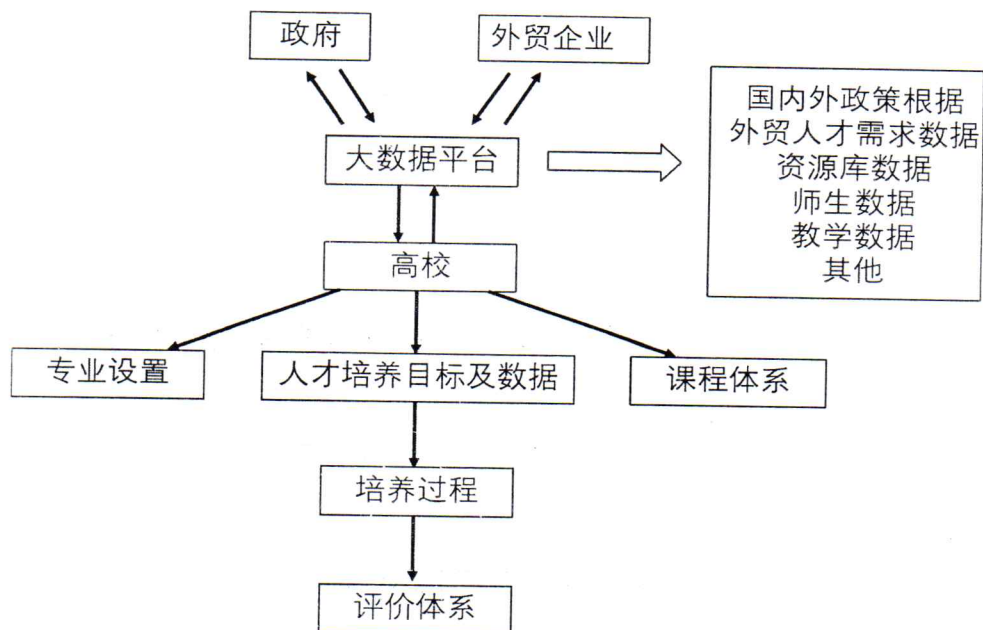 政府
外贸企业
大数据平台
国内外政策根据
外贸人才需求数据
资源库数据
师生数据
教学数据
其他
高校
专业设置
人才培养目标及数据
课程体系
培养过程
评价体系